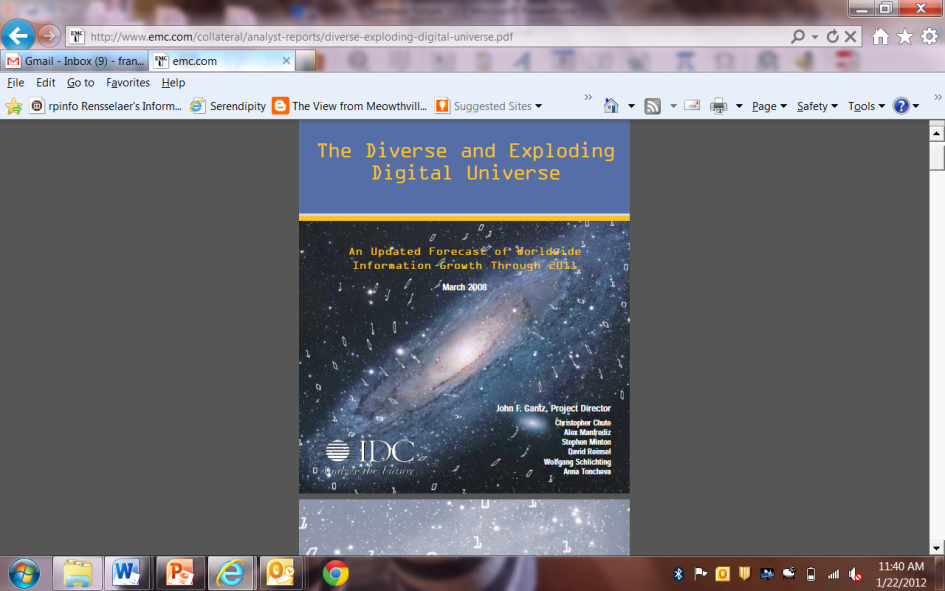 http://www.emc.com/collateral/analyst-reports/diverse-exploding-digital-universe.pdf
Gmail - Inbox (9) - fran...
EMC
emc.com
File Edit Go to Favorites Help
rpinfo Rensselaer's Inform...
Serendipity
The View from Meowthvill...
Suggested Sites
Page
Safety
Tools
The Diverse and Exploding
Digital Universe
An Updated Forecast of Worldwide
Information Growth Through 2011
March 2008
John F. Gantz, Project Director
Christopher Chute
Alex Manfrediz
Stephen Minton
David Reinsel
Wolfgang Schlichting
Anna Toncheva
IDC
Analyze the Future
11:40 AM
1/22/2012